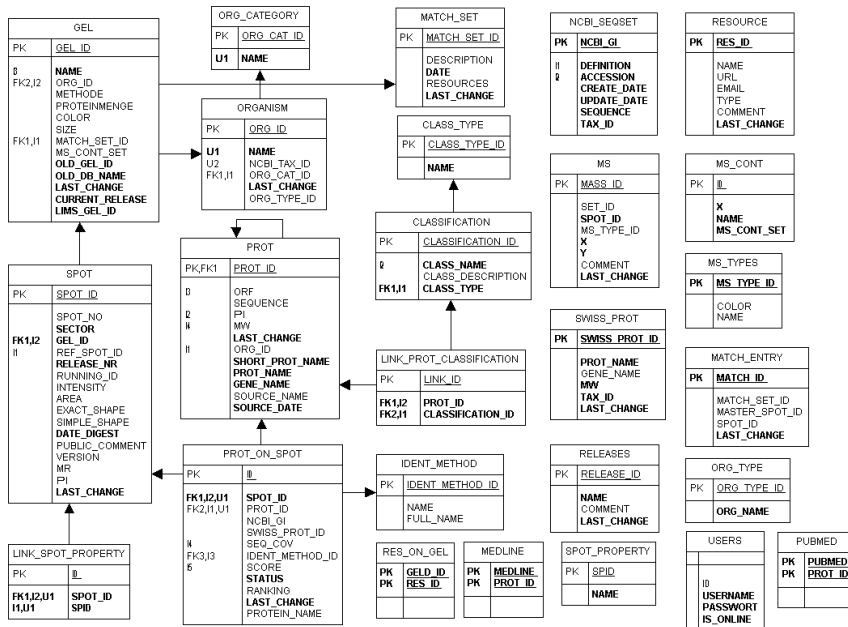 GEL
PK GEL_ID
I3 NAME
FK2,I2 ORG_ID
METHODE
PROTEINMENGE
COLOR
SIZE
FK1,I1 MATCH_SET_ID
MS_CONT_SET
OLD_GEL_ID
OLD_DB_NAME
LAST_CHANGE
CURRENT_RELEASE
LIMS_GEL_ID
ORG_CATEGORY
PK ORG_CAT_ID
U1 NAME
MATCH_SET
PK MATCH_SET_ID
DESCRIPTION
DATE
RESOURCES
LAST_CHANGE
NCBI_SEQSET
PK NCBI_GI
I1 DEFINITION
I2 ACCESSION
CREATE_DATE
UPDATE_DATE
SEQUENCE
TAX_ID
RESOURCE
PK RES_ID
NAME
URL
EMAIL
TYPE
COMMENT
LAST_CHANGE
ORGANISM
PK ORG_ID
U1 NAME
U2 NCBI_TAX_ID
FK1,I1 ORG_CAT_ID
LAST_CHANGE
ORG_TYPE_ID
CLASS_TYPE
PK CLASS_TYPE_ID
NAME
MS
PK MASS_ID
SET_ID
SPOT_ID
MS_TYPE_ID
X
Y
COMMENT
LAST_CHANGE
MS_CONT
PK ID
X
NAME
MS_CONT_SET
CLASSIFICATION
PK CLASSIFICATION_ID
I2 CLASS_NAME
CLASS_DESCRIPTION
FK1,I1 CLASS_TYPE
PROT
PK,FK1 PROT_ID
I3 ORF
SEQUENCE
I2 PI
I4 MW
LAST_CHANGE
I1 ORG_ID
SHORT_PROT_NAME
PROT_NAME
GENE_NAME
SOURCE_NAME
SOURCE_DATE
SPOT
PK SPOT_ID
SPOT_NO
SECTOR
FK1,I2 GEL_ID
I1 REF_SPOT_ID
RELEASE_NR
RUNNING_ID
INTENSITY
AREA
EXACT_SHAPE
SIMPLE_SHAPE
DATE_DIGEST
PUBLIC_COMMENT
VERSION
MR
PI
LAST_CHANGE
MS_TYPES
PK MS_TYPE_ID
COLOR
NAME
SWISS_PROT
PK SWISS_PROT_ID
PROT_NAME
GENE_NAME
MW
TAX_ID
LAST_CHANGE
LINK_PROT_CLASSIFICATION
PK LINK_ID
FK1,I2 PROT_ID
FK2,I1 CLASSIFICATION_ID
MATCH_ENTRY
PK MATCH_ID
MATCH_SET_ID
MASTER_SPOT_ID
SPOT_ID
LAST_CHANGE
PROT_ON_SPOT
PK ID
FK1,I2,U1 SPOT_ID
FK2,I1,U1 PROT_ID
NCBI_GI
SWISS_PROT_ID
I4 SEQ_COV
FK3,I3 IDENT_METHOD_ID
I5 SCORE
STATUS
RANKING
LAST_CHANGE
PROTEIN_NAME
IDENT_METHOD
PK IDENT_METHOD_ID
NAME
FULL_NAME
RELEASES
PK RELEASE_ID
NAME
COMMENT
LAST_CHANGE
ORG_TYPE
PK ORG_TYPE_ID
ORG_NAME
LINK_SPOT_PROPERTY
PK ID
FK1,I2,U1 SPOT_ID
I1,U1 SPID
RES_ON_GEL
PK GELD_ID
PK RES_ID
MEDLINE
PK MEDLINE
PK PROT_ID
SPOT_PROPERTY
PK SPID
NAME
USERS
ID
USERNAME
PASSWORT
IS_ONLINE
PUBMED
PK PUBMED
PK PROT_ID